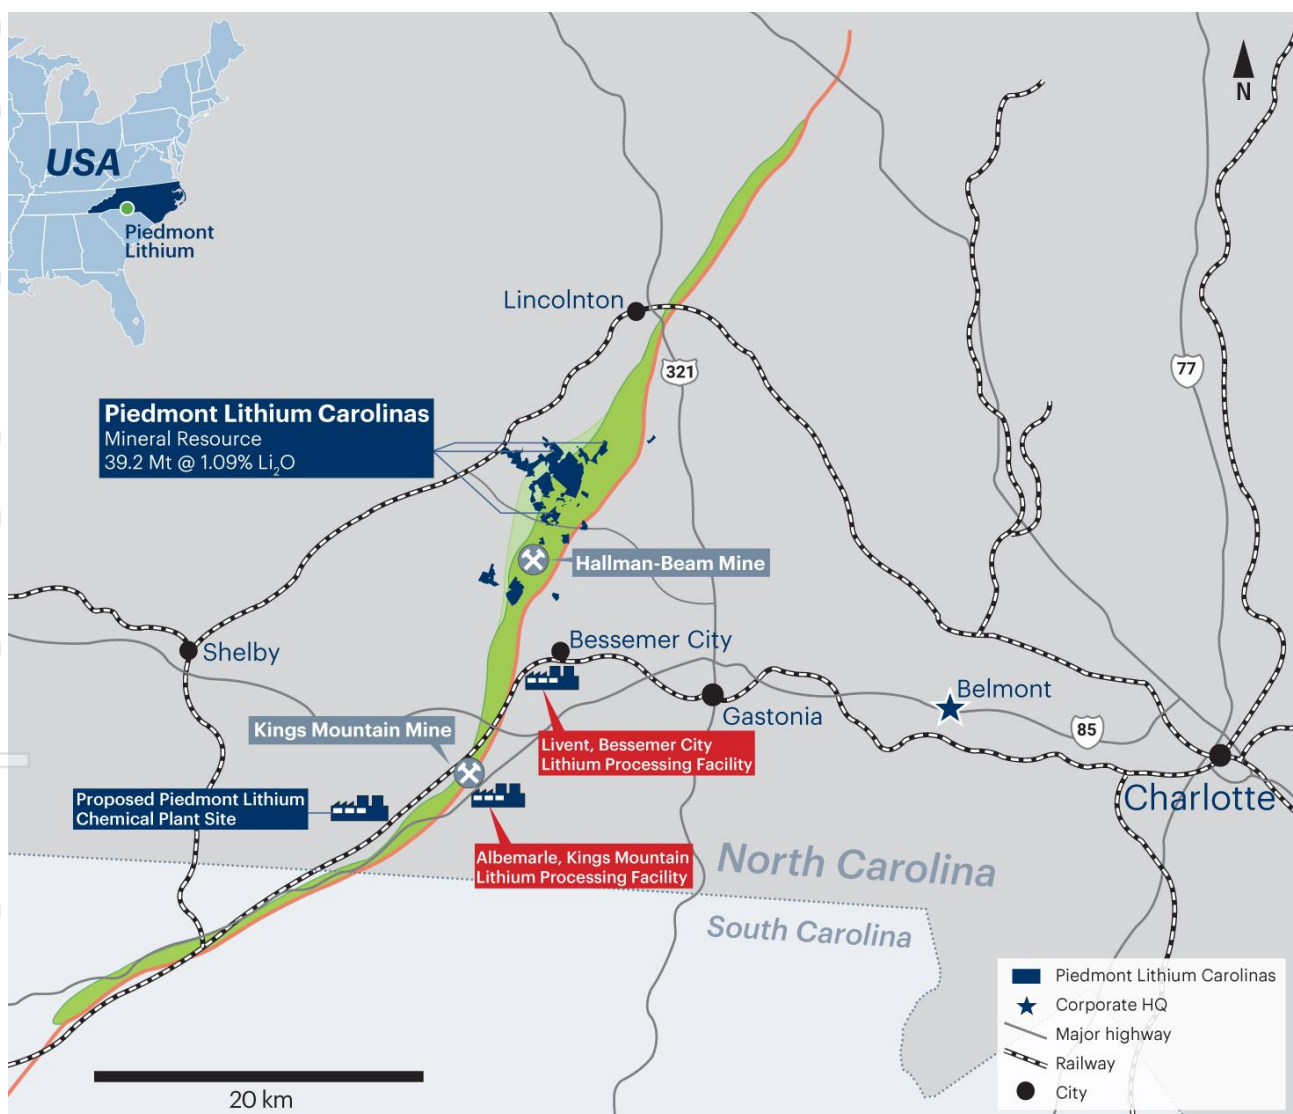 N
USA
Piedmont
Lithium
Lincolnton
321
77
Piedmont Lithium Carolinas
Mineral Resource
39.2 Mt @ 1.09% Li₂O
Hallman-Beam Mine
Bessemer City
Shelby
Belmont
Gastonia
Kings Mountain Mine
85
Livent, Bessemer City
Lithium Processing Facility
Charlotte
Proposed Piedmont Lithium
Chemical Plant Site
Albemarle, Kings Mountain
Lithium Processing Facility
North Carolina
South Carolina
Piedmont Lithium Carolinas
Corporate HQ
Major highway
Railway
City
20 km